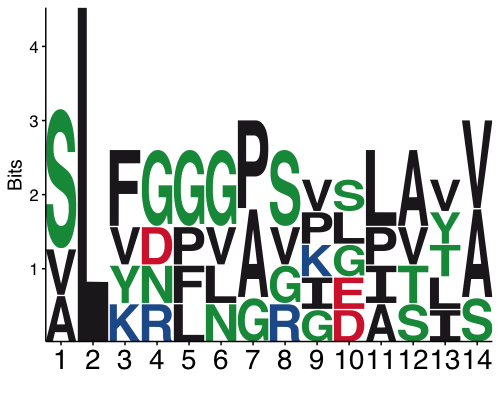 Bits
4
3
2
1
S L F G G G P S V S L A V V
V V D P V A V P L P V Y A
A Y N F L G G K G I T T S
K R L N R I E A S L
G D I
1 2 3 4 5 6 7 8 9 10 11 12 13 14